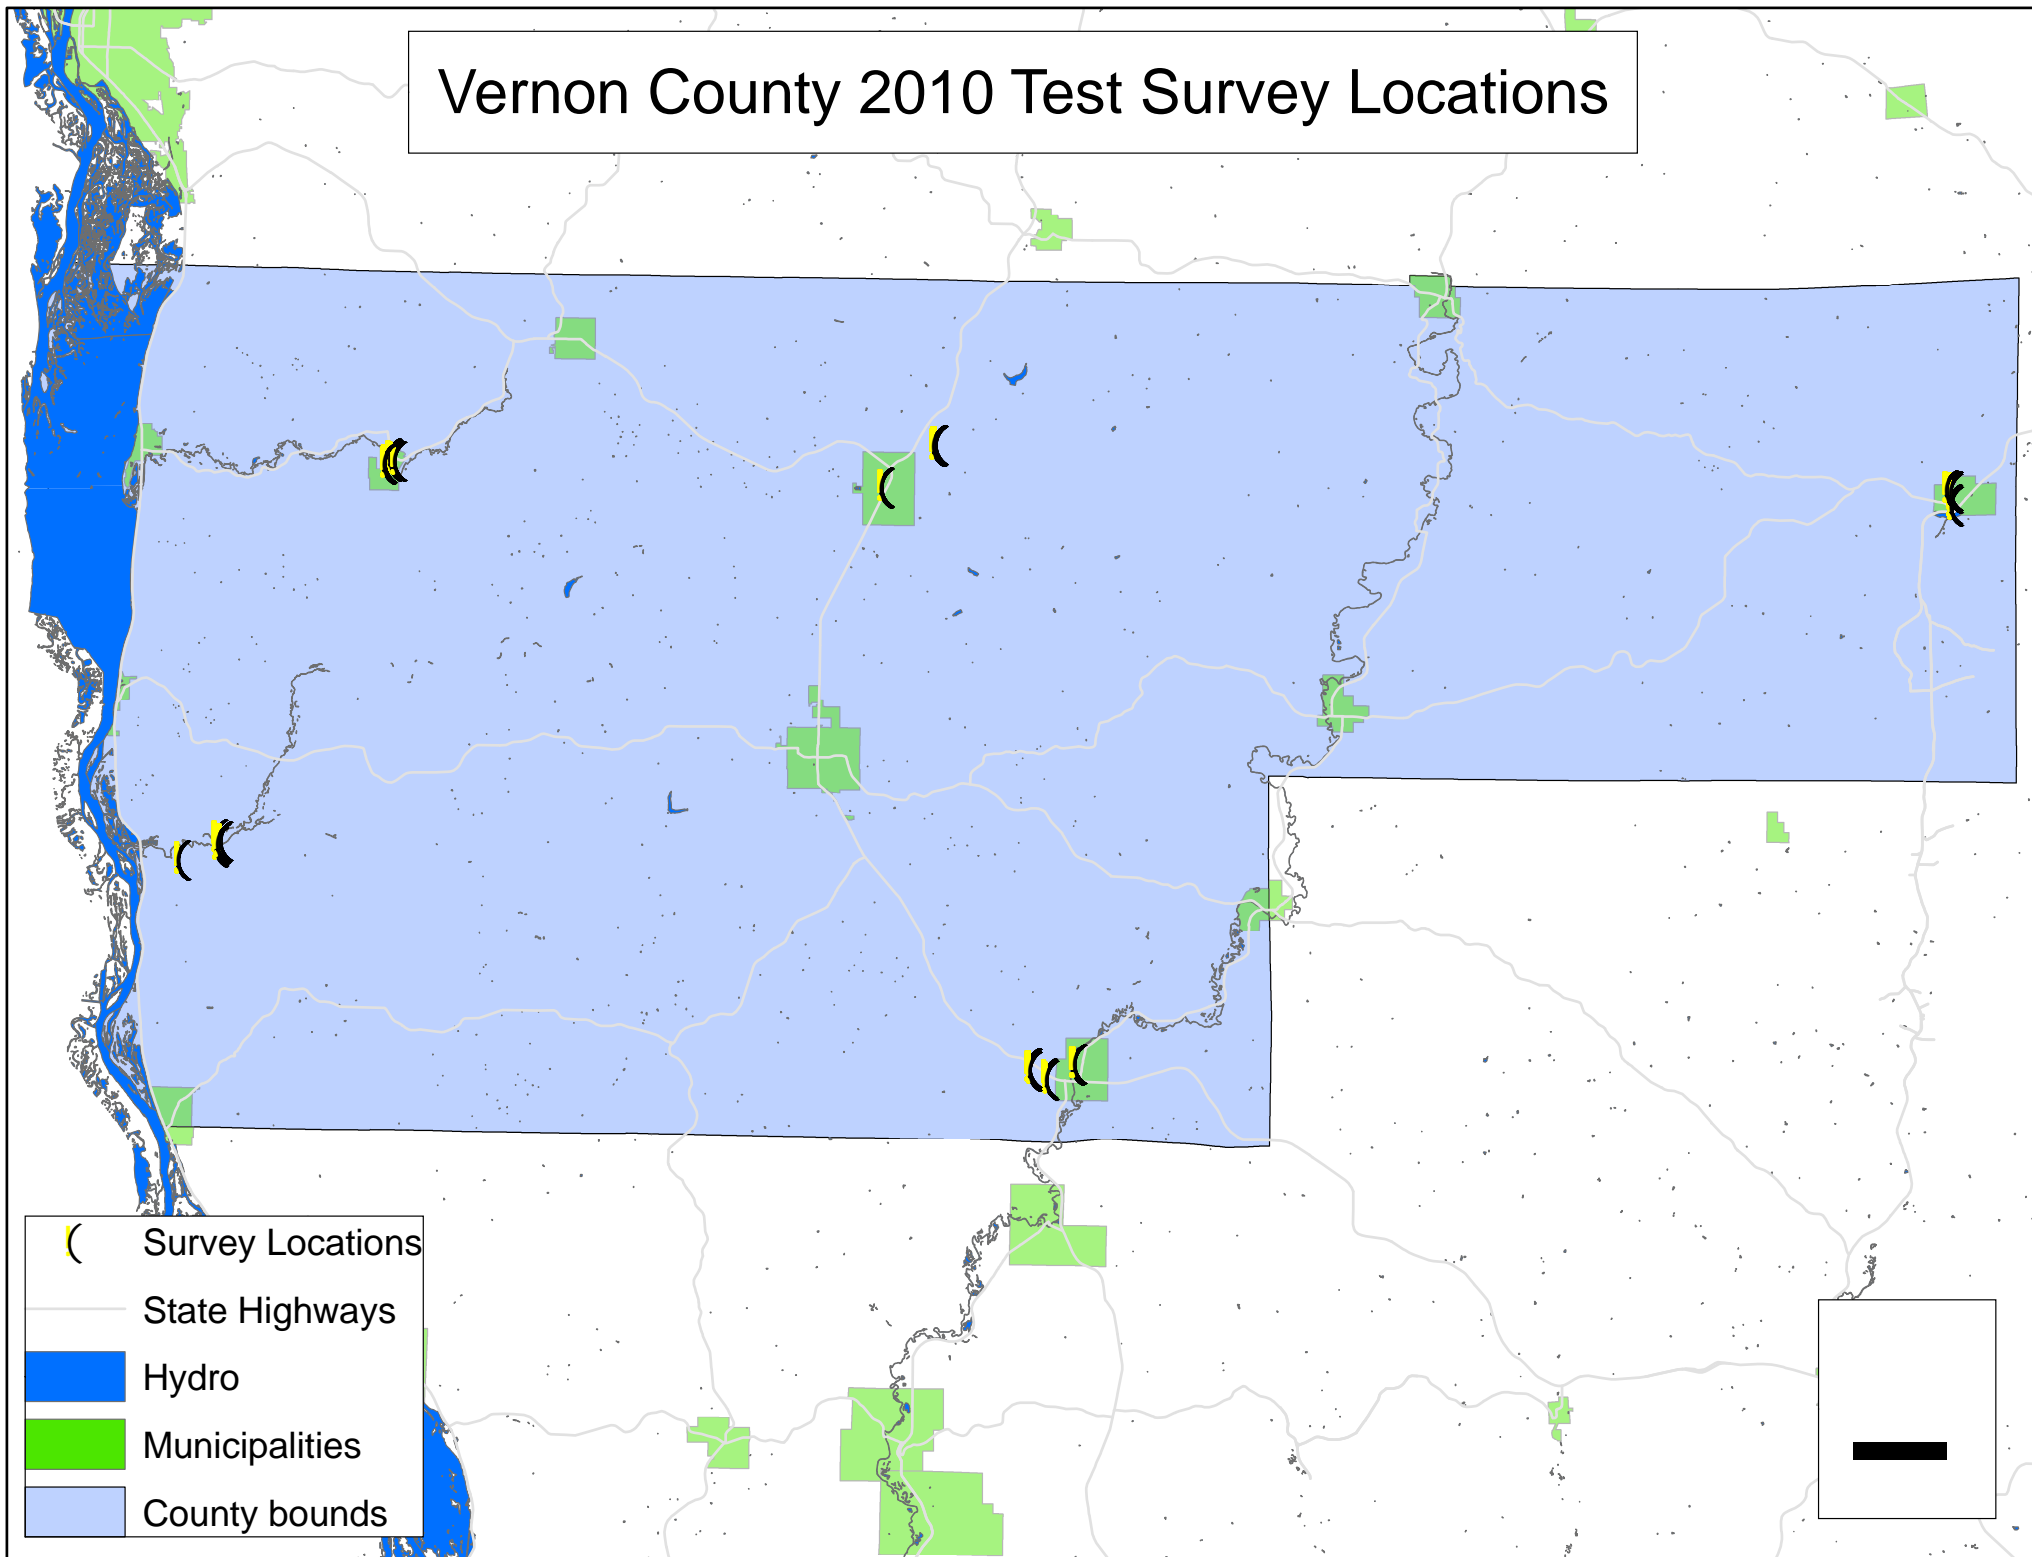 Vernon County 2010 Test Survey Locations
Survey Locations
State Highways
Hydro
Municipalities
County bounds